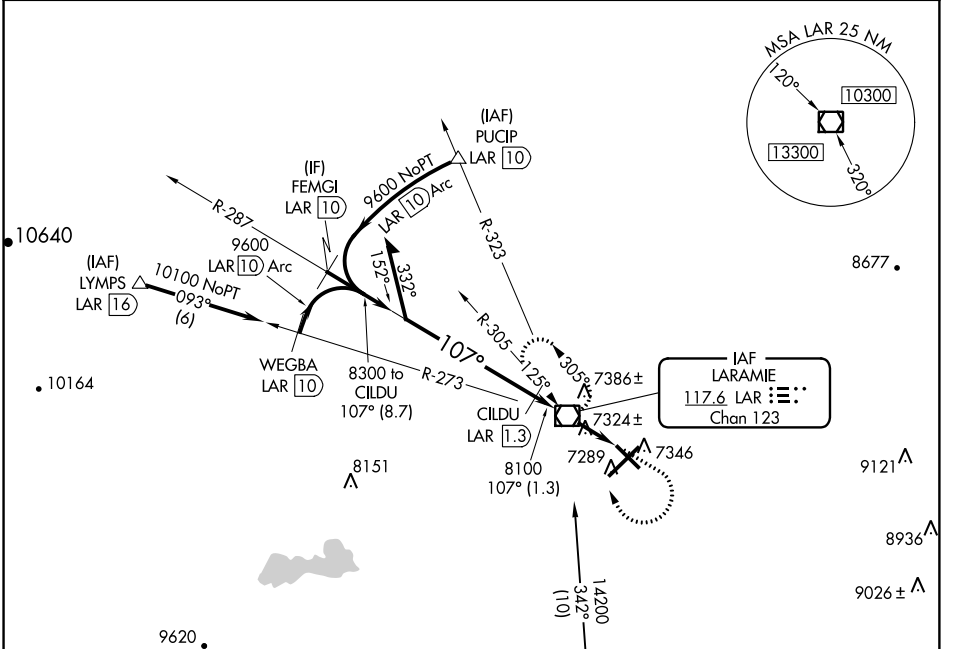 MSA LAR 25 NM
120°
10300
13300
320°
(IAF)
PUCIP
LAR 10
(IF)
FEMGI
LAR 10
9600 NoPT
LAR 10 Arc
R-287
R-323
10640
9600
LAR 10 Arc
(IAF)
LYMPS
LAR 16
10100 NoPT
093°
(6)
152°
332°
8677
R-305
125°
107°
305°
WEGBA
LAR 10
8300 to
CILDU
107° (8.7)
R-273
10164
7386±
IAF
LARAMIE
117.6 LAR
Chan 123
CILDU
LAR 1.3
7324±
8100
107° (1.3)
7289
7346
8151
9121
8936
14200
342°
(10)
9026±
9620